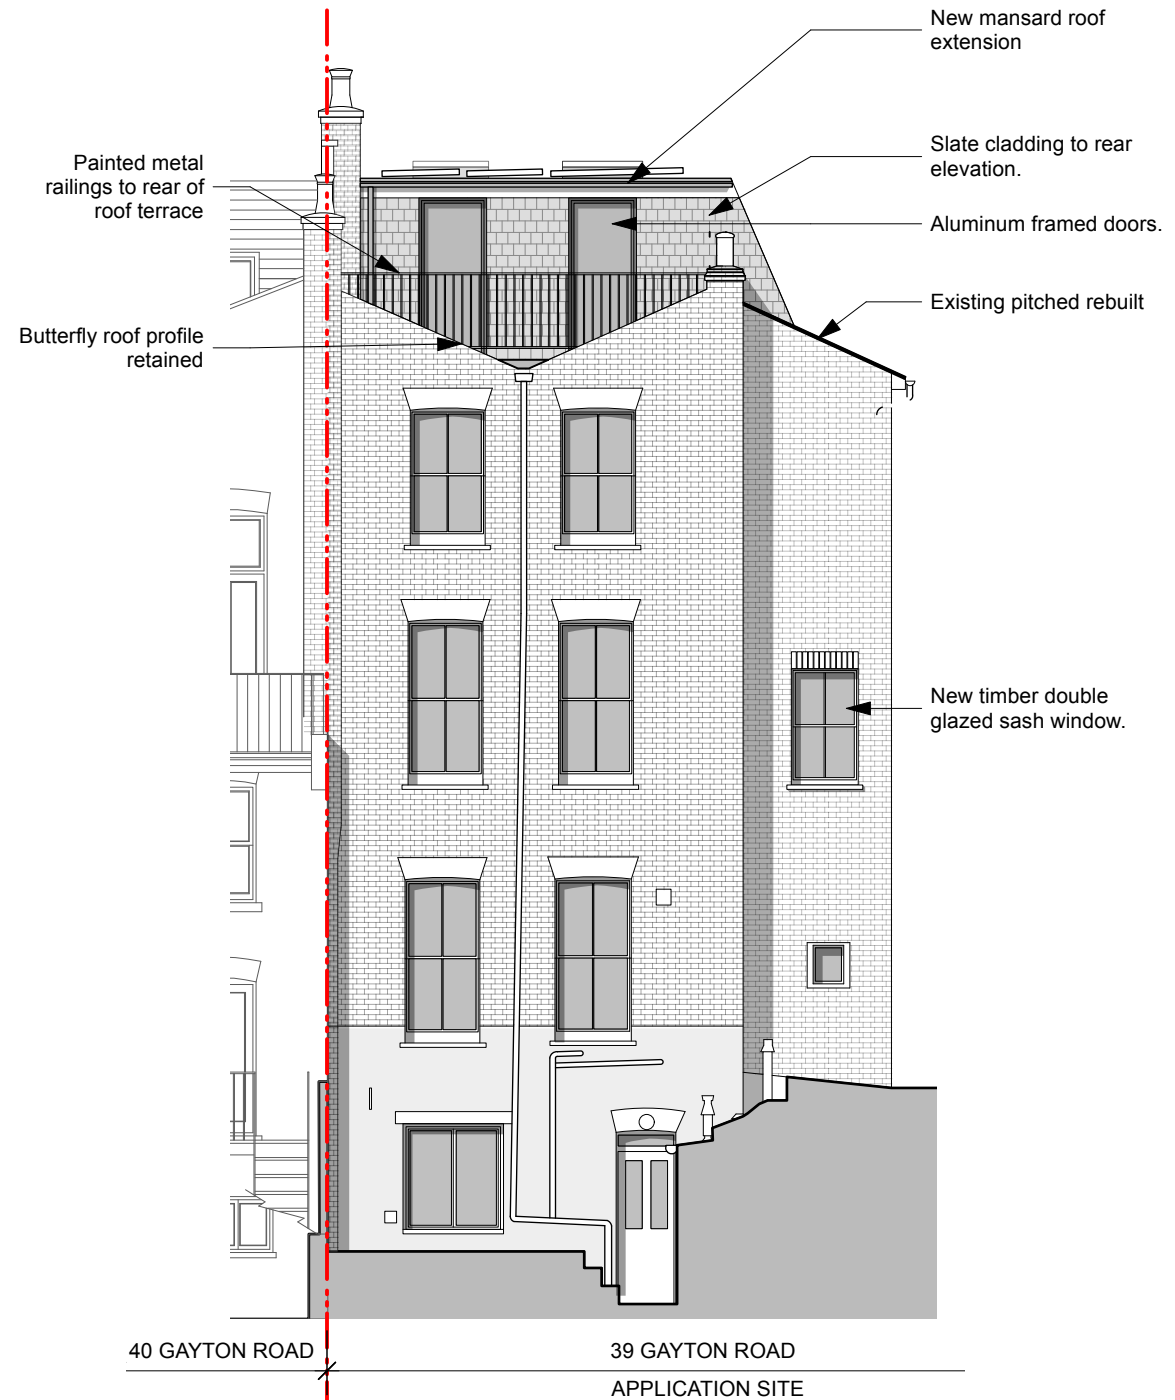 New mansard roof
extension
Painted metal
railings to rear of
roof terrace
Slate cladding to rear
elevation.
Aluminum framed doors.
Existing pitched rebuilt
Butterfly roof profile
retained
New timber double
glazed sash window.
40 GAYTON ROAD
39 GAYTON ROAD
APPLICATION SITE